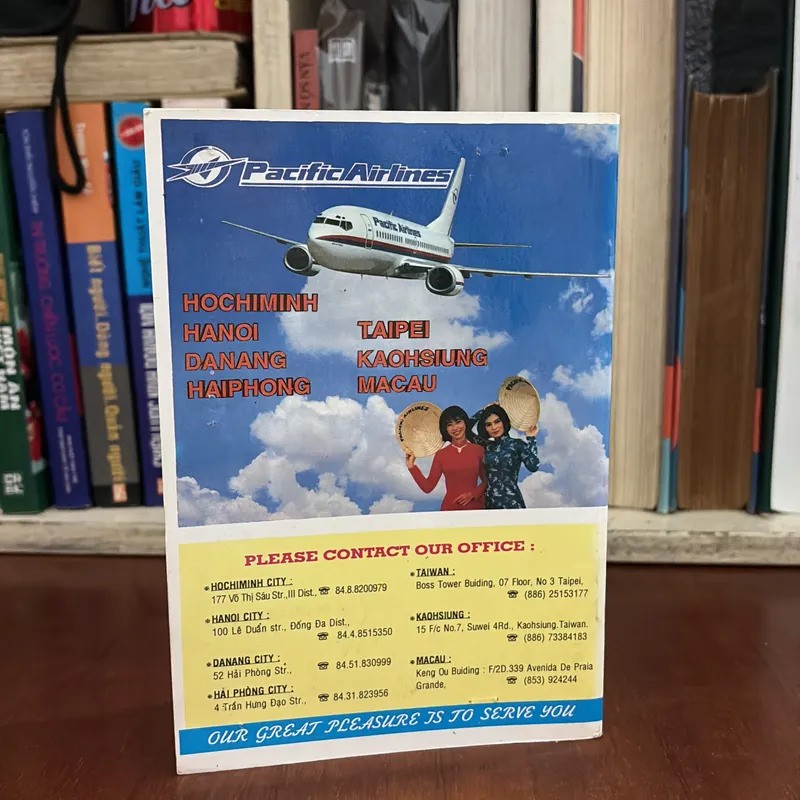 Pacific Airlines
Pacific Airlines
HOCHIMINH
HANOI
DANANG
HAIPHONG
TAIPEI
KAOHSIUNG
MACAU
PACIFIC AIRLINES
PLEASE CONTACT OUR OFFICE :
* HOCHIMINH CITY :
177 Võ Thị Sáu Str.,III Dist., ☎ 84.8.8200979
* HANOI CITY :
100 Lê Duẩn str., Đống Đa Dist.,
☎ 84.4.8515350
* DANANG CITY :
52 Hải Phòng Str., ☎ 84.51.830999
* HẢI PHÒNG CITY :
4 Trần Hưng Đạo Str., ☎ 84.31.823956
* TAIWAN :
Boss Tower Buiding, 07 Floor, No 3 Taipei,
☎ (886) 25153177
* KAOHSIUNG :
15 F/c No.7, Suwei 4Rd., Kaohsiung.Taiwan.
☎ (886) 73384183
* MACAU :
Keng Ou Buiding : F/2D.339 Avenida De Praia
Grande, ☎ (853) 924244
OUR GREAT PLEASURE IS TO SERVE YOU